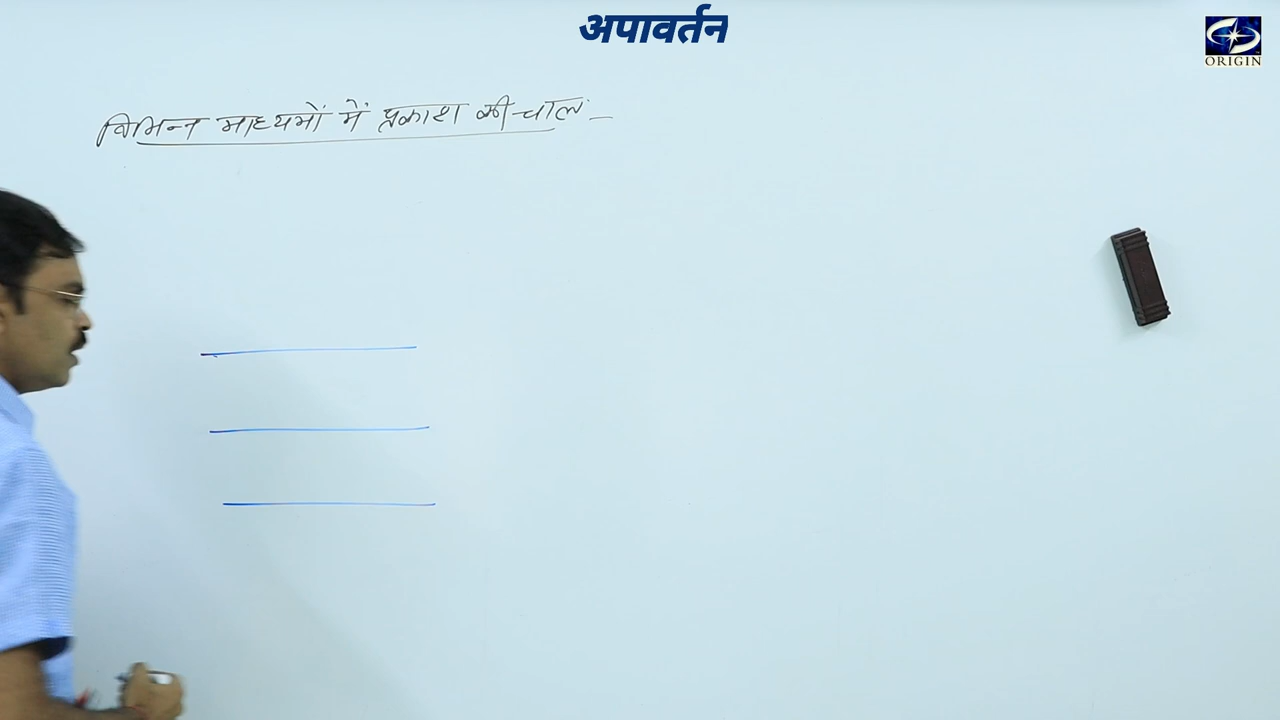 अपावर्तन
ORIGIN
विभिन्न माध्यमों में प्रकाश की चाल:-